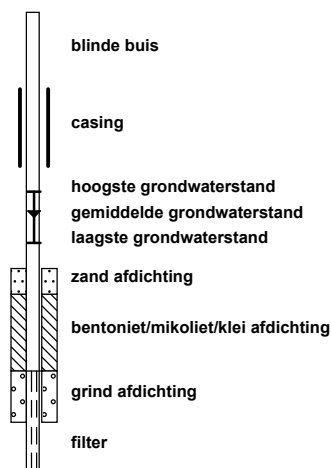 blinde buis
casing
hoogste grondwaterstand
gemiddelde grondwaterstand
laagste grondwaterstand
zand afdichting
bentoniet/mikoliet/klei afdichting
grind afdichting
filter